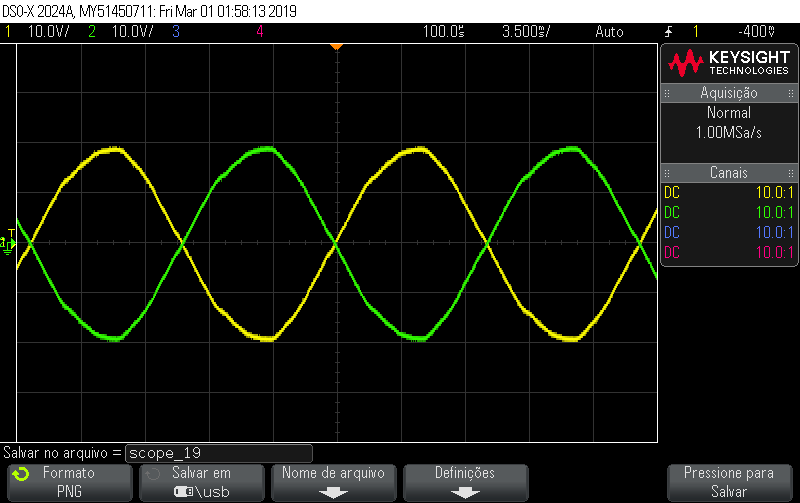 DSO-X 2024A, MY51450711: Fri Mar 01 01:58:13 2019
1 10.0V/ 2 10.0V/ 3 4 100.0s 3.500s/ Auto 1 -400V
T
KEYSIGHT
TECHNOLOGIES
Aquisição
Normal
1.00MSa/s
Canais
DC 10.0:1
DC 10.0:1
DC 10.0:1
DC 10.0:1
Salvar no arquivo = scope_19
Formato
PNG
Salvar em
\usb
Nome de arquivo
Definições
Pressione para
Salvar